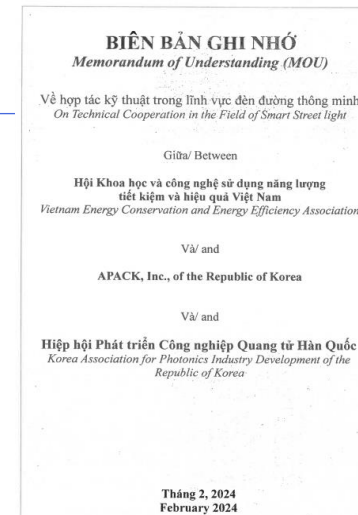 BIÊN BẢN GHI NHỚ
Memorandum of Understanding (MOU)
Về hợp tác kỹ thuật trong lĩnh vực đèn đường thông minh
On Technical Cooperation in the Field of Smart Street light
Giữa/ Between
Hội Khoa học và công nghệ sử dụng năng lượng
tiết kiệm và hiệu quả Việt Nam
Vietnam Energy Conservation and Energy Efficiency Association
Và/ and
APACK, Inc., of the Republic of Korea
Và/ and
Hiệp hội Phát triển Công nghiệp Quang tử Hàn Quốc
Korea Association for Photonics Industry Development of the
Republic of Korea
Tháng 2, 2024
February 2024